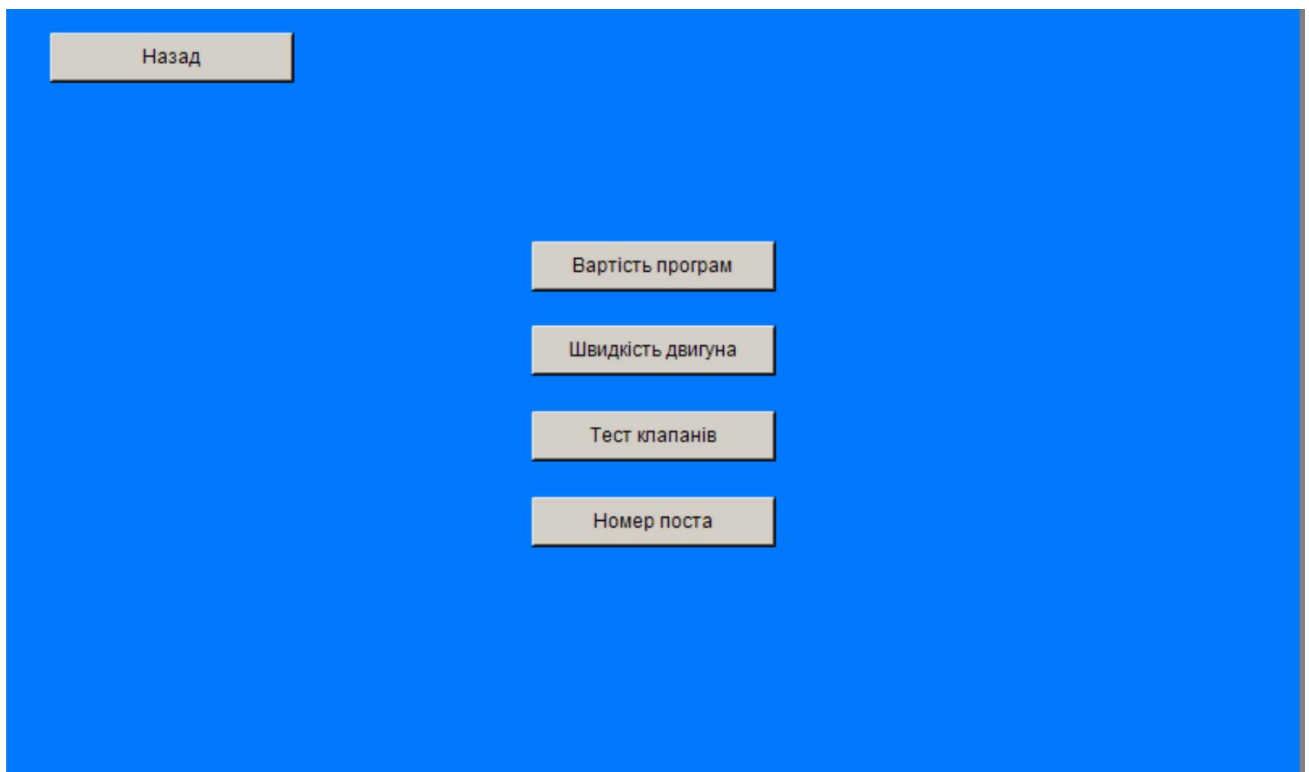 Назад
Вартість програм
Швидкість двигуна
Тест клапанів
Номер поста